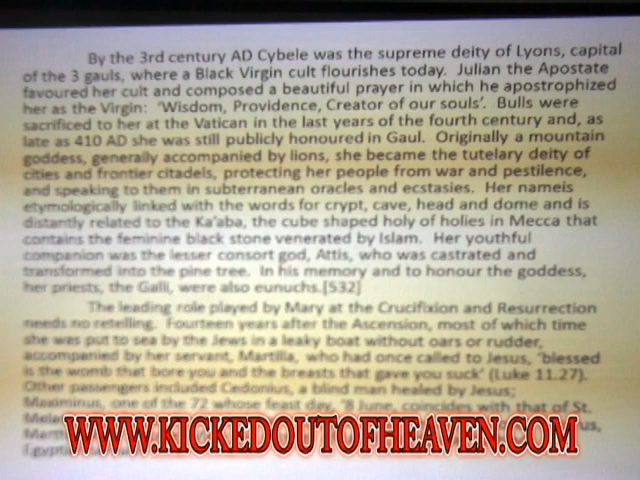 By the 3rd century AD Cybele was the supreme deity of Lyons, capital
of the 3 gauls, where a Black Virgin cult flourishes today. Julian the Apostate
favoured her cult and composed a beautiful prayer in which he apostrophized
her as the Virgin: 'Wisdom, Providence, Creator of our souls'. Bulls were
sacrificed to her at the Vatican in the last years of the fourth century and, as
late as 410 AD she was still publicly honoured in Gaul. Originally a mountain
goddess, generally accompanied by lions, she became the tutelary deity of
cities and frontier citadels, protecting her people from war and pestilence,
and speaking to them in subterranean oracles and ecstasies. Her nameis
etymologically linked with the words for crypt, cave, head and dome and is
distantly related to the Ka'aba, the cube shaped holy of holies in Mecca that
contains the feminine black stone venerated by Islam. Her youthful
companion was the lesser consort god, Attis, who was castrated and
transformed into the pine tree. In his memory and to honour the goddess,
her priests, the Galli, were also eunuchs.[532]
The leading role played by Mary at the Crucifixion and Resurrection
needs no retelling. Fourteen years after the Ascension, most of which time
she was put to sea by the Jews in a leaky boat without oars or rudder,
accompanied by her servant, Martilla, who had once called to Jesus, 'blessed
is the womb that bore you and the breasts that gave you suck' (Luke 11.27).
Other passengers included Cedonius, a blind man healed by Jesus;
Maximinus, one of the 72 whose feast day, '8 June, coincides with that of St.
WWW.KICKEDOUTOFHEAVEN.COM